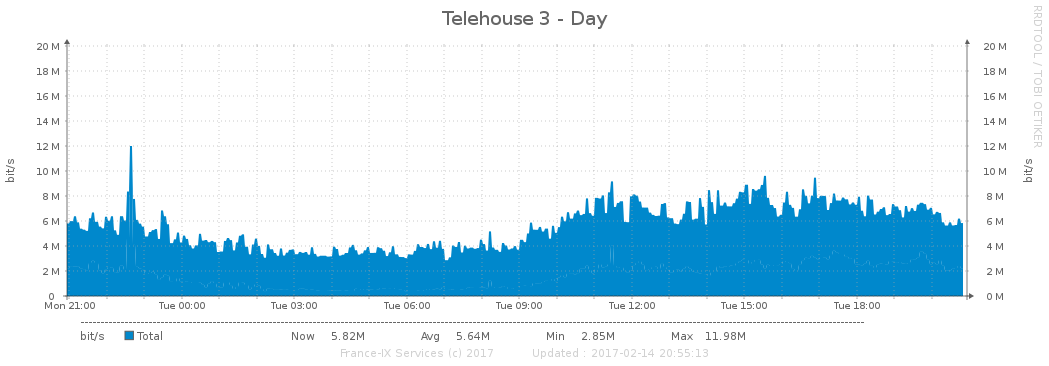 Telehouse 3 - Day
RRDTOOL / TOBI OETIKER
bit/s
bit/s
20 M 20 M
18 M 18 M
16 M 16 M
14 M 14 M
12 M 12 M
10 M 10 M
8 M 8 M
6 M 6 M
4 M 4 M
2 M 2 M
0 0 M
Mon 21:00 Tue 00:00 Tue 03:00 Tue 06:00 Tue 09:00 Tue 12:00 Tue 15:00 Tue 18:00
bit/s Total Now 5.82M Avg 5.64M Min 2.85M Max 11.98M
France-IX Services (c) 2017 Updated : 2017-02-14 20:55:13